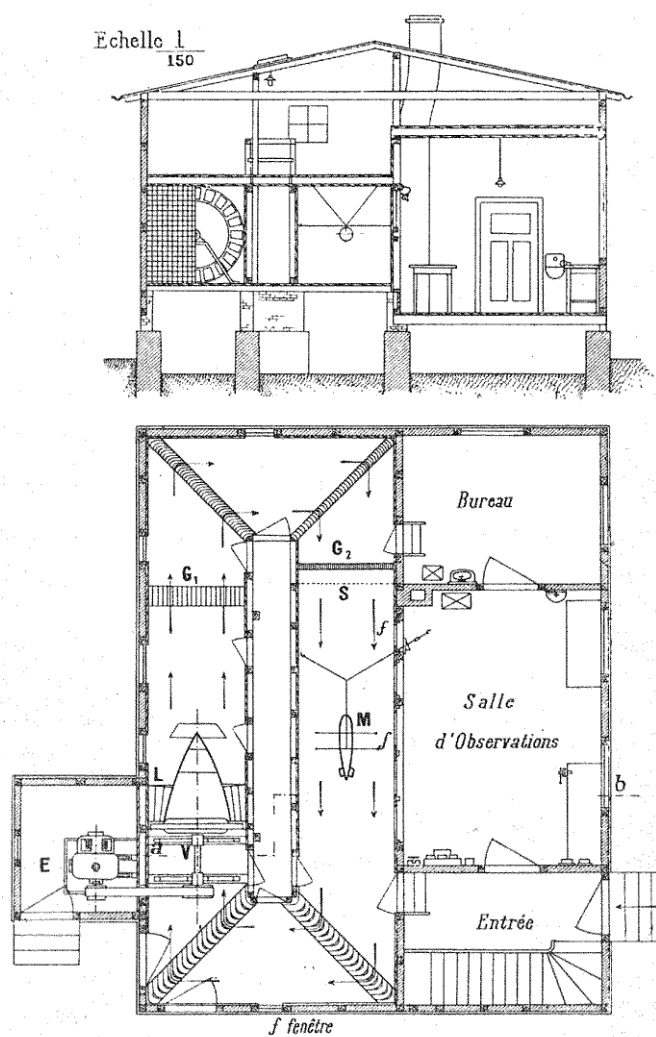 Echelle 1
150
Bureau
G₂
G₁
S
f
M
Salle
d'Observations
f
L
b
a
V
E
Entrée
f fenêtre